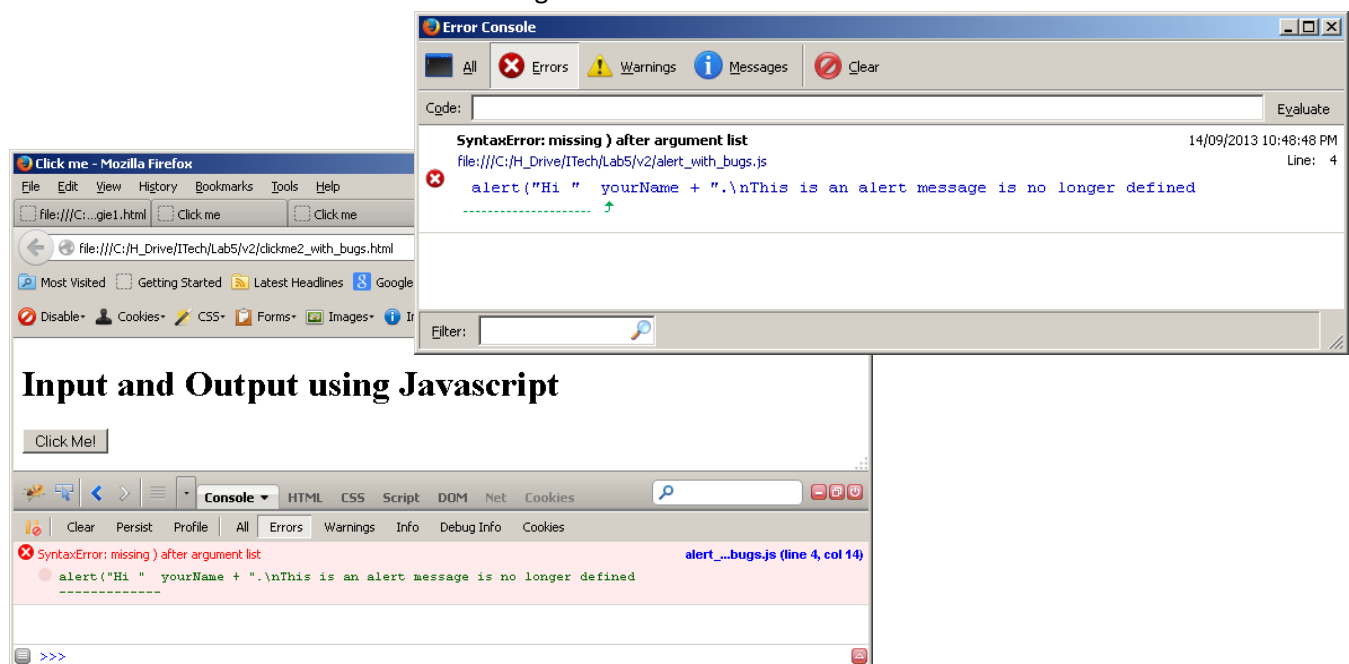 Error Console
All Errors Warnings Messages Clear
Code: Evaluate
SyntaxError: missing ) after argument list 14/09/2013 10:48:48 PM
file:///C:/H_Drive/ITech/Lab5/v2/alert_with_bugs.js Line: 4
alert("Hi "  yourName + ".\nThis is an alert message is no longer defined
Filter:
Click me - Mozilla Firefox
File Edit View History Bookmarks Tools Help
file:///C:...gie1.html Click me Click me
file:///C:/H_Drive/ITech/Lab5/v2/clickme2_with_bugs.html
Most Visited Getting Started Latest Headlines Google
Disable Cookies CSS Forms Images
Input and Output using Javascript
Click Me!
Console HTML CSS Script DOM Net Cookies
Clear Persist Profile All Errors Warnings Info Debug Info Cookies
SyntaxError: missing ) after argument list alert_...bugs.js (line 4, col 14)
alert("Hi "  yourName + ".\nThis is an alert message is no longer defined
>>>